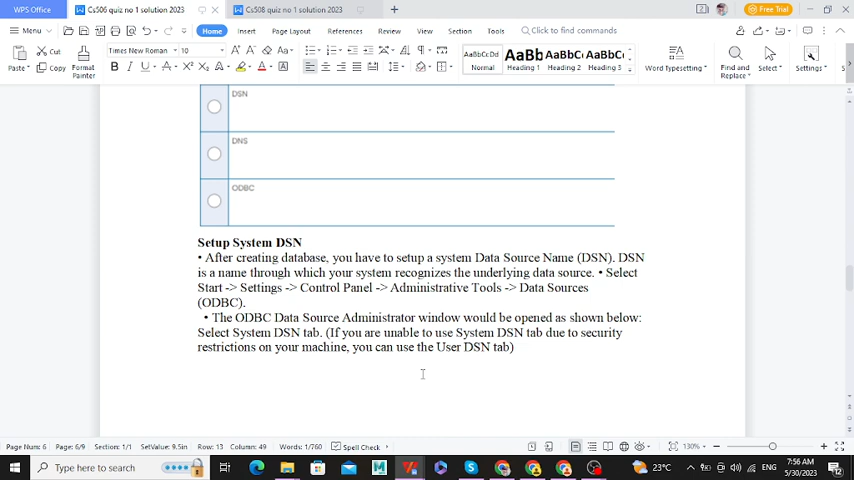 WPS Office
Cs506 quiz no 1 solution 2023
Cs508 quiz no 1 solution 2023
Menu
Home
Insert
Page Layout
References
Review
View
Section
Tools
Click to find commands
Free Trial
Paste
Cut
Copy
Format
Painter
Times New Roman
10
B I U
AaBbCcDd
Normal
AaBb
Heading 1
AaBbC
Heading 2
AaBbC
Heading 3
Word Typesetting
Find and
Replace
Select
Settings
DSN
DNS
ODBC
Setup System DSN
• After creating database, you have to setup a system Data Source Name (DSN). DSN
is a name through which your system recognizes the underlying data source. • Select
Start -> Settings -> Control Panel -> Administrative Tools -> Data Sources
(ODBC).
• The ODBC Data Source Administrator window would be opened as shown below:
Select System DSN tab. (If you are unable to use System DSN tab due to security
restrictions on your machine, you can use the User DSN tab)
Page Num: 6 Page: 6/9 Section: 1/1 SetValue: 9.5in Row: 13 Column: 49 Words: 1/760 Spell Check
130%
Type here to search
23°C
ENG
7:56 AM
5/30/2023